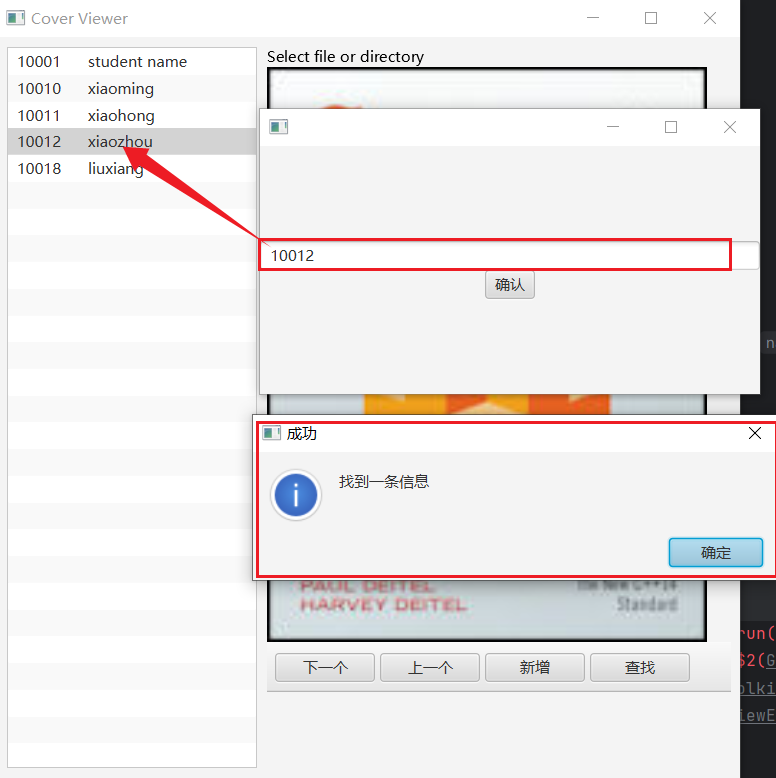 Cover Viewer
10001 student name
10010 xiaoming
10011 xiaohong
10012 xiaozhou
10018 liuxiang
Select file or directory
10012
确认
成功
找到一条信息
确定
PAUL DEITEL
HARVEY DEITEL
The New C++14
Standard
下一个 上一个 新增 查找
n
run(
$2(G
olki
iewE